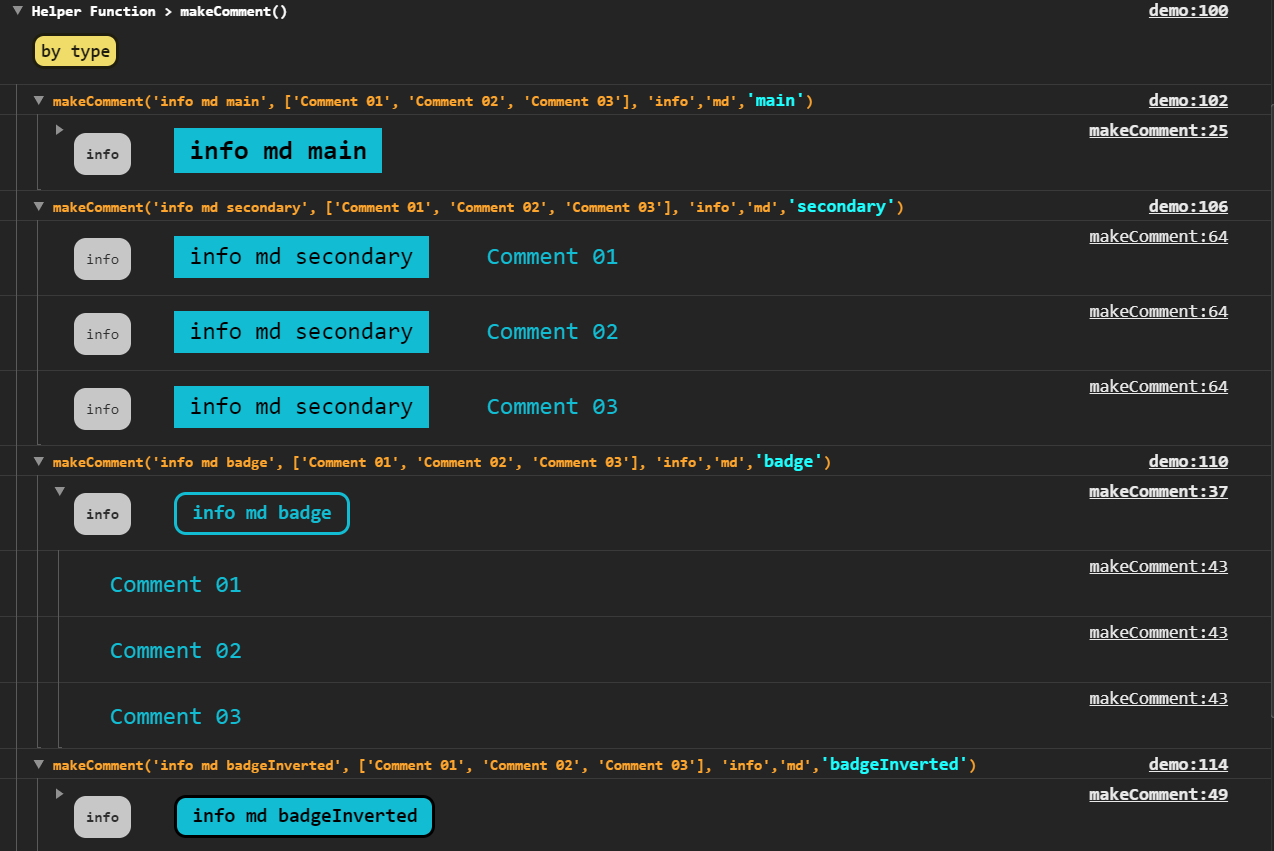 Helper Function > makeComment() demo:100
by type
makeComment('info md main', ['Comment 01', 'Comment 02', 'Comment 03'], 'info','md','main') demo:102
info info md main makeComment:25
makeComment('info md secondary', ['Comment 01', 'Comment 02', 'Comment 03'], 'info','md','secondary') demo:106
info info md secondary Comment 01 makeComment:64
info info md secondary Comment 02 makeComment:64
info info md secondary Comment 03 makeComment:64
makeComment('info md badge', ['Comment 01', 'Comment 02', 'Comment 03'], 'info','md','badge') demo:110
info info md badge makeComment:37
Comment 01 makeComment:43
Comment 02 makeComment:43
Comment 03 makeComment:43
makeComment('info md badgeInverted', ['Comment 01', 'Comment 02', 'Comment 03'], 'info','md','badgeInverted') demo:114
info info md badgeInverted makeComment:49